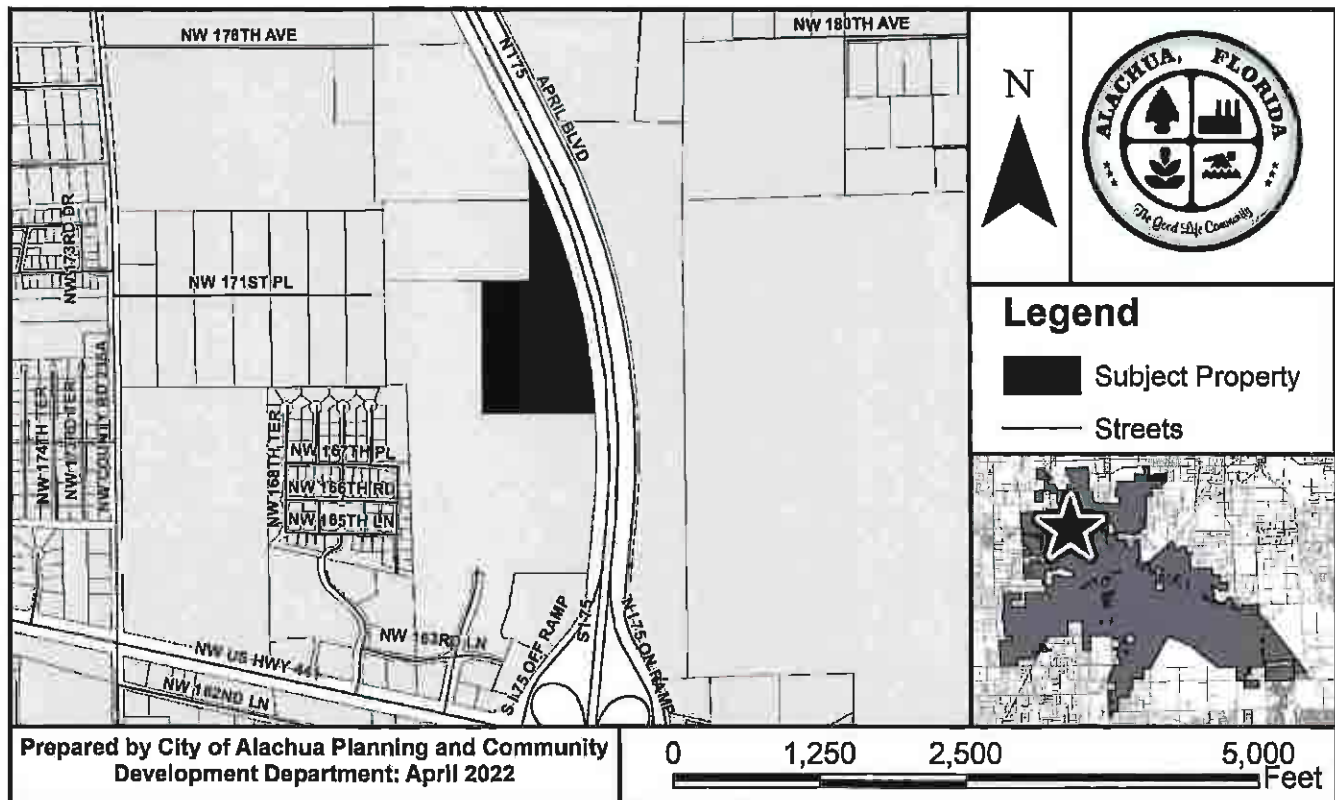 NW 178TH AVE
NW 180TH AVE
N I 75
APRIL BLVD
NW 173RD DR
NW 171ST PL
NW 174TH TER
NW 173RD TER
NW COUNTY RD 235A
NW 168TH TER
NW 167TH PL
NW 166TH RD
NW 165TH LN
NW 163RD LN
NW US HWY 441
NW 162ND LN
S I 75 OFF RAMP
S I 75
N I 75 ON RAMP
N
ALACHUA, FLORIDA
The Good Life Community
Legend
Subject Property
Streets
Prepared by City of Alachua Planning and Community
Development Department: April 2022
0 1,250 2,500 5,000
Feet